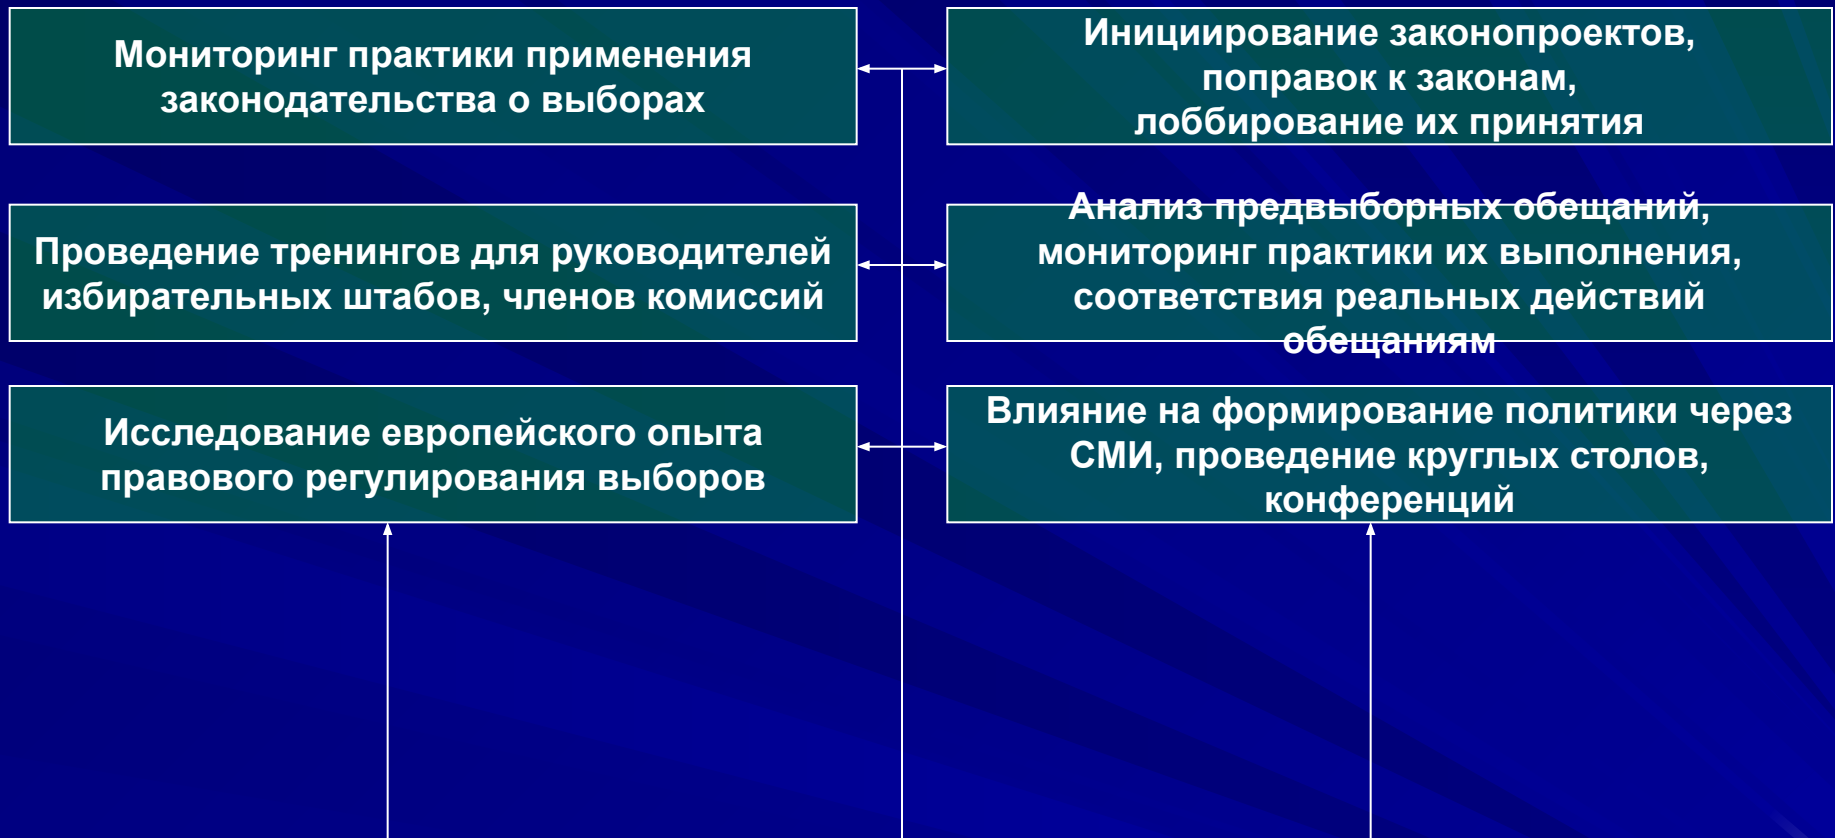 Мониторинг практики применения
законодательства о выборах
Инициирование законопроектов,
поправок к законам,
лоббирование их принятия
Проведение тренингов для руководителей
избирательных штабов, членов комиссий
Анализ предвыборных обещаний,
мониторинг практики их выполнения,
соответствия реальных действий
обещаниям
Исследование европейского опыта
правового регулирования выборов
Влияние на формирование политики через
СМИ, проведение круглых столов,
конференций